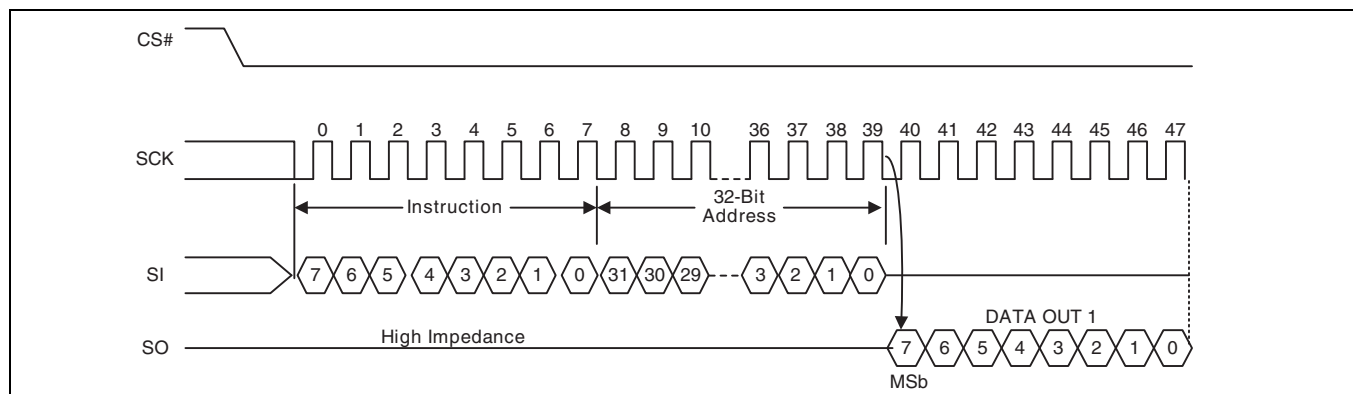 CS#
0 1 2 3 4 5 6 7 8 9 10 36 37 38 39 40 41 42 43 44 45 46 47
SCK
Instruction
32-Bit
Address
SI
7 6 5 4 3 2 1 0 31 30 29 3 2 1 0
DATA OUT 1
High Impedance
SO
7 6 5 4 3 2 1 0
MSb